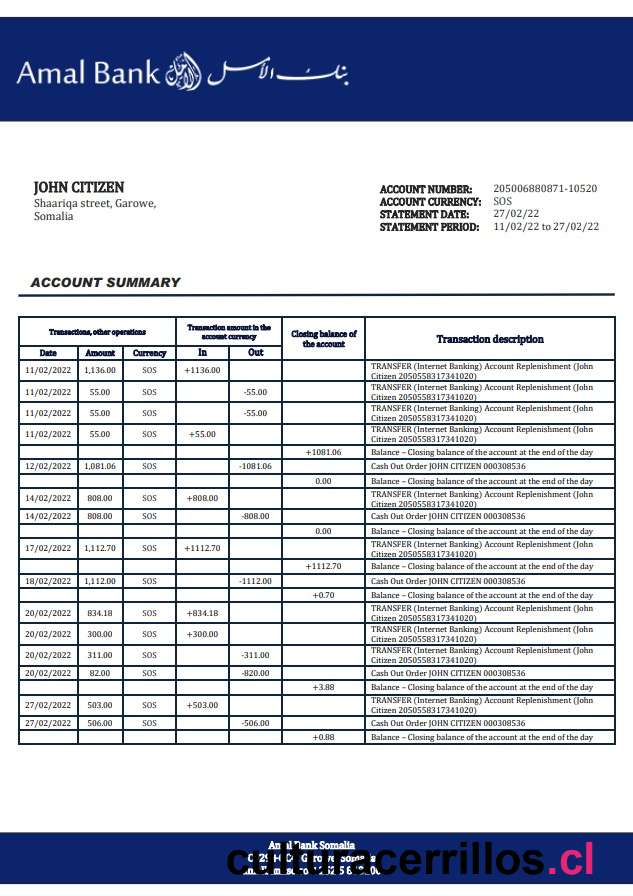 Amal Bank بنك الأمل
JOHN CITIZEN
Shaariqa street, Garowe,
Somalia
ACCOUNT NUMBER: 205006880871-10520
ACCOUNT CURRENCY: SOS
STATEMENT DATE: 27/02/22
STATEMENT PERIOD: 11/02/22 to 27/02/22
ACCOUNT SUMMARY
Transactions, other operations
Transaction amount in the
account currency
Closing balance of
the account
Transaction description
Date Amount Currency In Out
11/02/2022 1,136.00 SOS +1136.00 TRANSFER (Internet Banking) Account Replenishment (John
Citizen 2050558317341020)
11/02/2022 55.00 SOS -55.00 TRANSFER (Internet Banking) Account Replenishment (John
Citizen 2050558317341020)
11/02/2022 55.00 SOS -55.00 TRANSFER (Internet Banking) Account Replenishment (John
Citizen 2050558317341020)
11/02/2022 55.00 SOS +55.00 TRANSFER (Internet Banking) Account Replenishment (John
Citizen 2050558317341020)
+1081.06 Balance – Closing balance of the account at the end of the day
12/02/2022 1,081.06 SOS -1081.06 Cash Out Order JOHN CITIZEN 000308536
0.00 Balance – Closing balance of the account at the end of the day
14/02/2022 808.00 SOS +808.00 TRANSFER (Internet Banking) Account Replenishment (John
Citizen 2050558317341020)
14/02/2022 808.00 SOS -808.00 Cash Out Order JOHN CITIZEN 000308536
0.00 Balance – Closing balance of the account at the end of the day
17/02/2022 1,112.70 SOS +1112.70 TRANSFER (Internet Banking) Account Replenishment (John
Citizen 2050558317341020)
+1112.70 Balance – Closing balance of the account at the end of the day
18/02/2022 1,112.00 SOS -1112.00 Cash Out Order JOHN CITIZEN 000308536
+0.70 Balance – Closing balance of the account at the end of the day
20/02/2022 834.18 SOS +834.18 TRANSFER (Internet Banking) Account Replenishment (John
Citizen 2050558317341020)
20/02/2022 300.00 SOS +300.00 TRANSFER (Internet Banking) Account Replenishment (John
Citizen 2050558317341020)
20/02/2022 311.00 SOS -311.00 TRANSFER (Internet Banking) Account Replenishment (John
Citizen 2050558317341020)
20/02/2022 82.00 SOS -820.00 Cash Out Order JOHN CITIZEN 000308536
+3.88 Balance – Closing balance of the account at the end of the day
27/02/2022 503.00 SOS +503.00 TRANSFER (Internet Banking) Account Replenishment (John
Citizen 2050558317341020)
27/02/2022 506.00 SOS -506.00 Cash Out Order JOHN CITIZEN 000308536
+0.88 Balance – Closing balance of the account at the end of the day
Amal Bank Somalia
culturacerrillos.cl